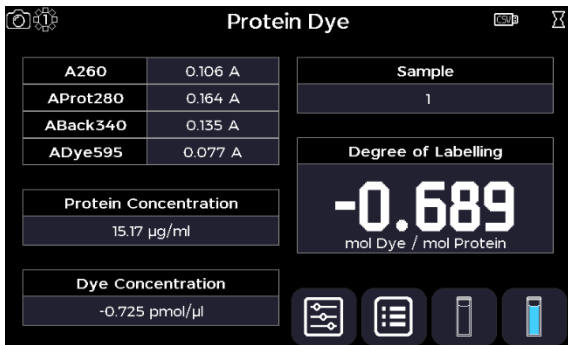 1
Protein Dye
CSV
A260 0.106 A
AProt280 0.164 A
ABack340 0.135 A
ADye595 0.077 A
Protein Concentration
15.17 µg/ml
Dye Concentration
-0.725 pmol/µl
Sample
1
Degree of Labelling
-0.689
mol Dye / mol Protein